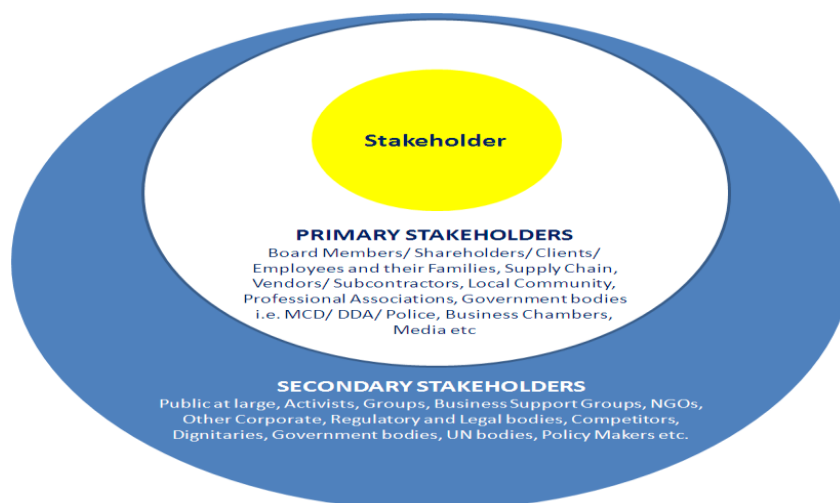 Stakeholder
PRIMARY STAKEHOLDERS
Board Members/ Shareholders/ Clients/
Employees and their Families, Supply Chain,
Vendors/ Subcontractors, Local Community,
Professional Associations, Government bodies
i.e. MCD/ DDA/ Police, Business Chambers,
Media etc
SECONDARY STAKEHOLDERS
Public at large, Activists, Groups, Business Support Groups, NGOs,
Other Corporate, Regulatory and Legal bodies, Competitors,
Dignitaries, Government bodies, UN bodies, Policy Makers etc.